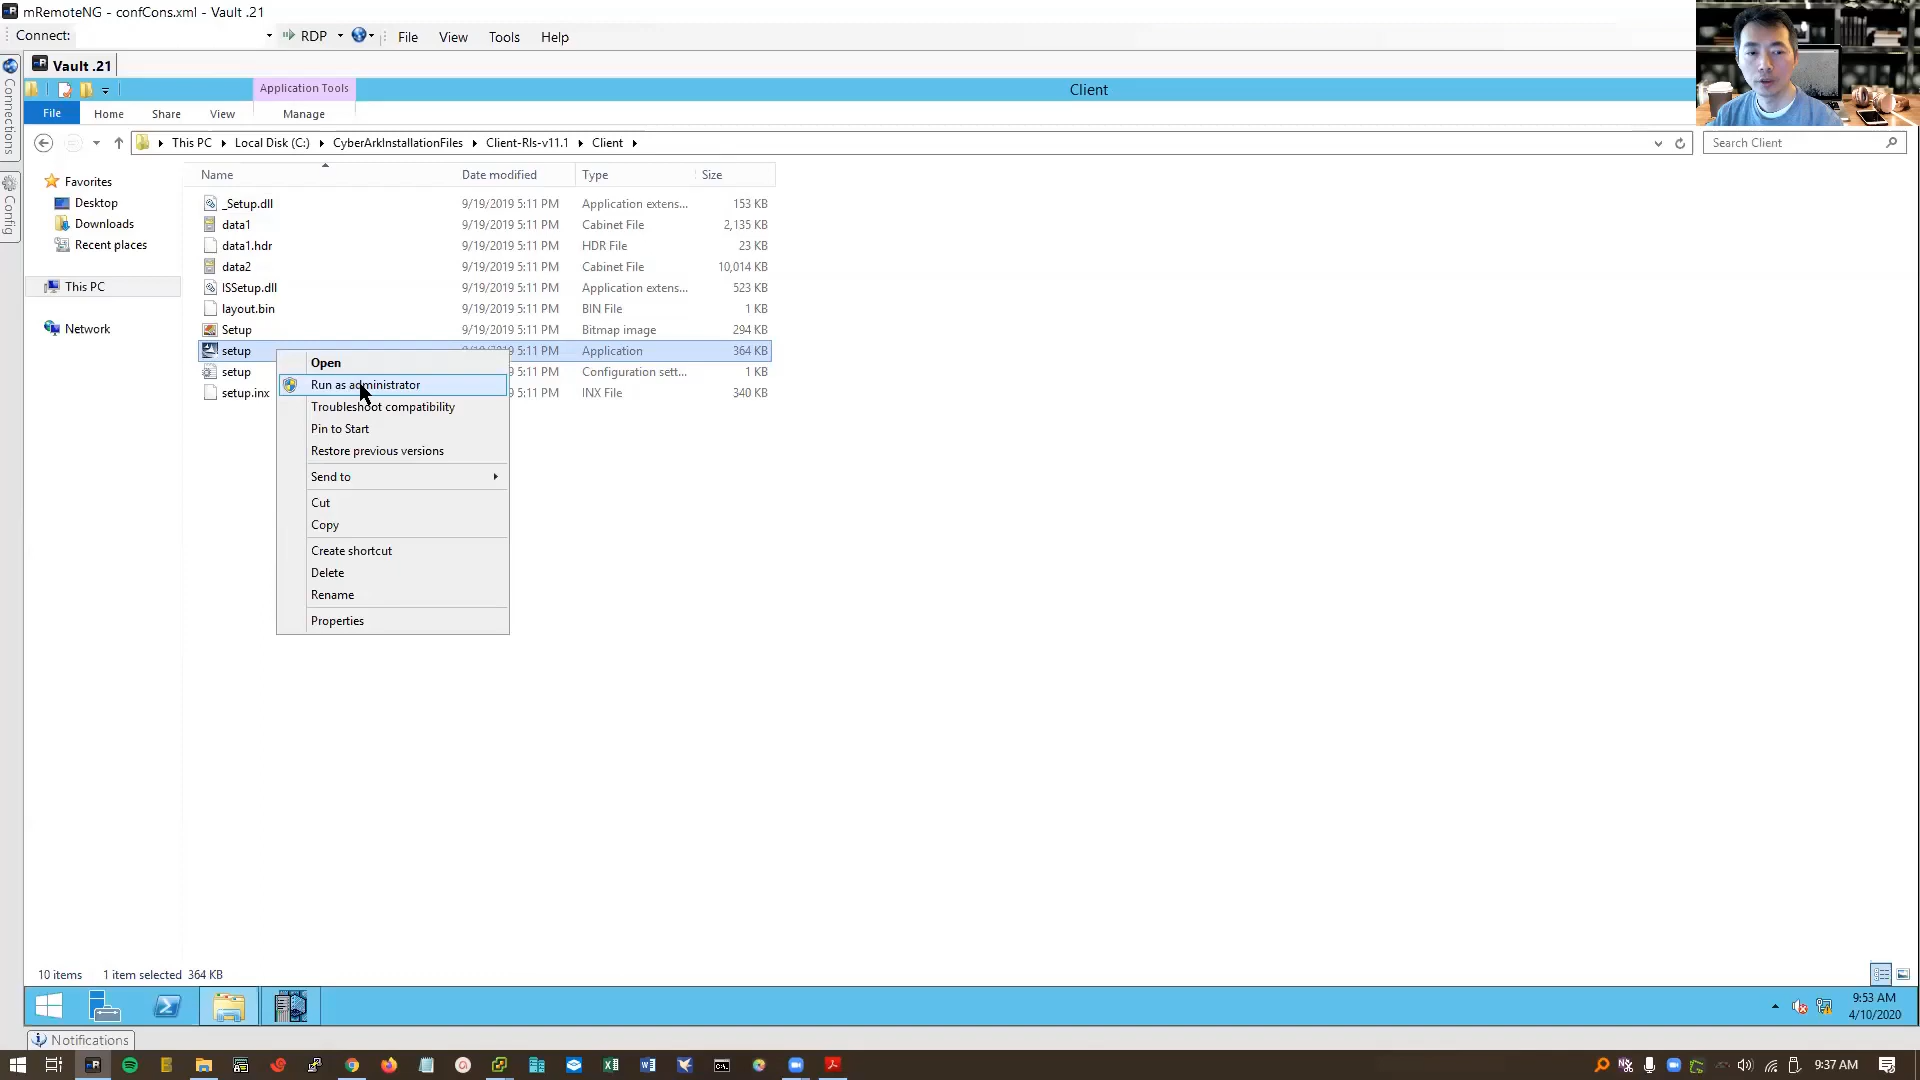 mRemoteNG - confCons.xml - Vault .21
Connect: RDP File View Tools Help
Vault .21
Connections
Config
Application Tools
Client
File Home Share View Manage
This PC Local Disk (C:) CyberArkInstallationFiles Client-Rls-v11.1 Client
Search Client
Favorites
Desktop
Downloads
Recent places
This PC
Network
Name Date modified Type Size
_Setup.dll 9/19/2019 5:11 PM Application extens... 153 KB
data1 9/19/2019 5:11 PM Cabinet File 2,135 KB
data1.hdr 9/19/2019 5:11 PM HDR File 23 KB
data2 9/19/2019 5:11 PM Cabinet File 10,014 KB
ISSetup.dll 9/19/2019 5:11 PM Application extens... 523 KB
layout.bin 9/19/2019 5:11 PM BIN File 1 KB
Setup 9/19/2019 5:11 PM Bitmap image 294 KB
setup 5:11 PM Application 364 KB
setup 5:11 PM Configuration sett... 1 KB
setup.inx 5:11 PM INX File 340 KB
Open
Run as administrator
Troubleshoot compatibility
Pin to Start
Restore previous versions
Send to
Cut
Copy
Create shortcut
Delete
Rename
Properties
10 items 1 item selected 364 KB
9:53 AM
4/10/2020
Notifications
9:37 AM